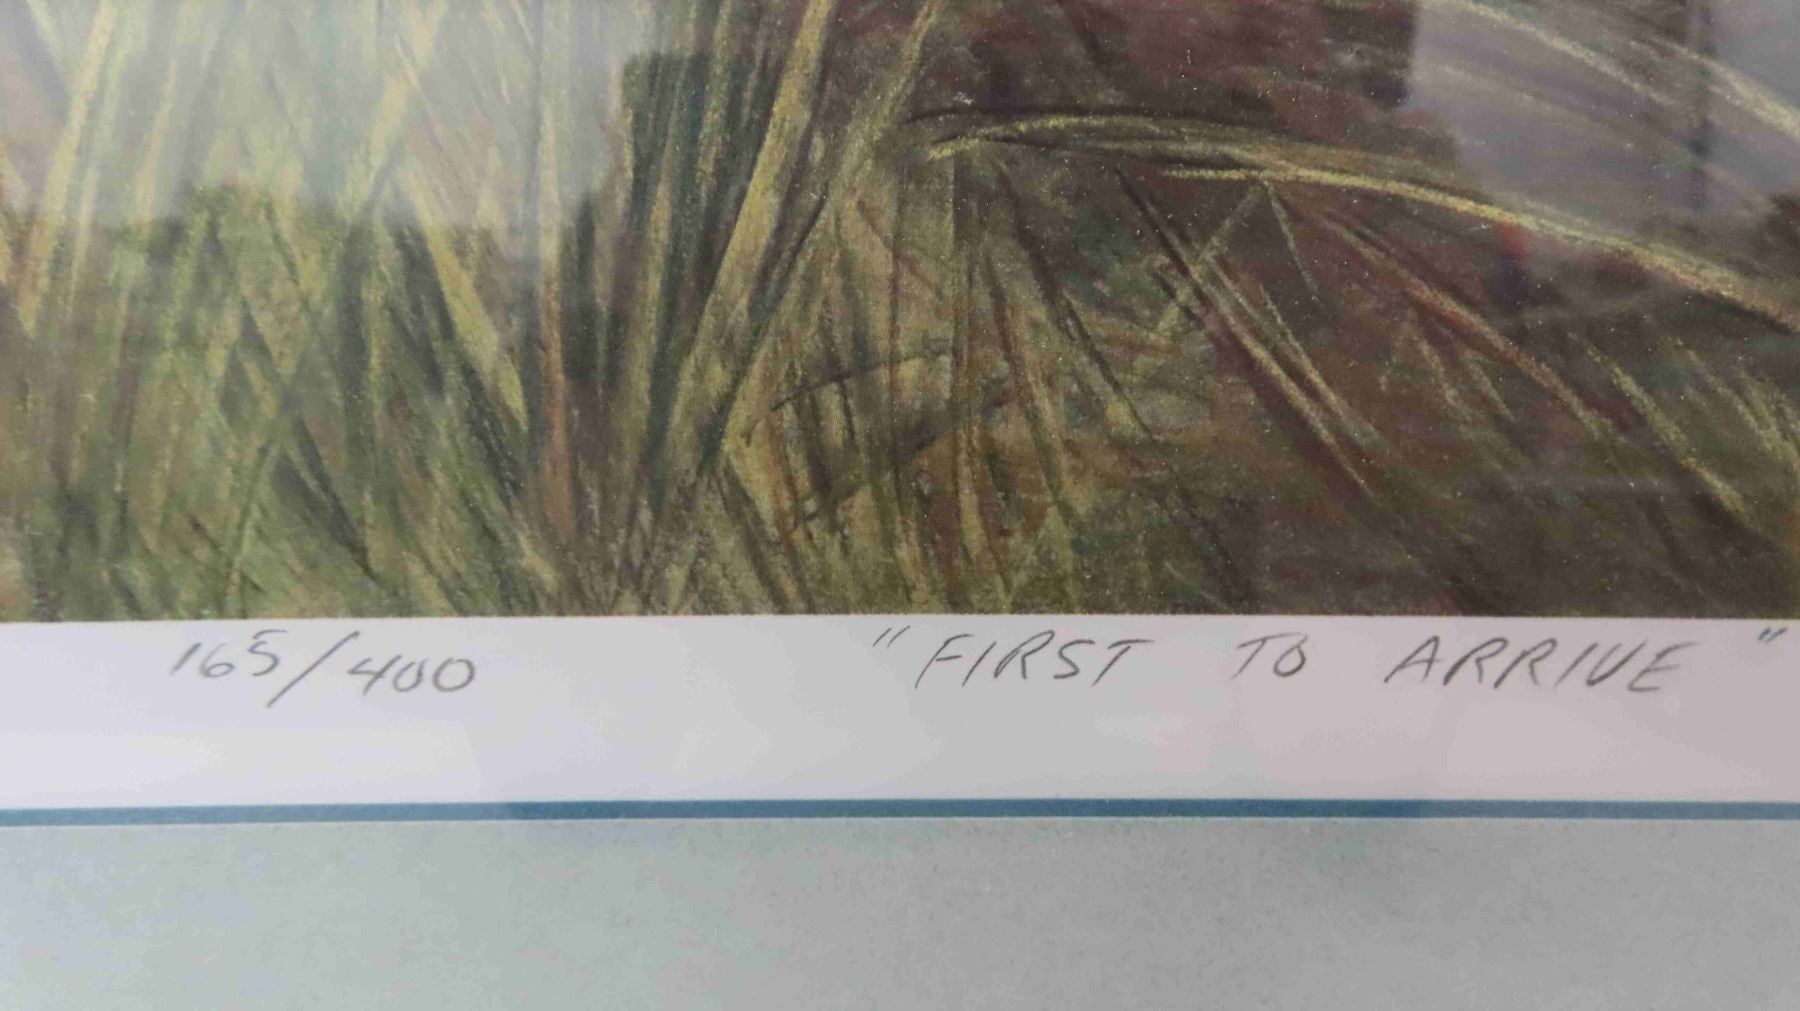 165/400 "FIRST TO ARRIVE"